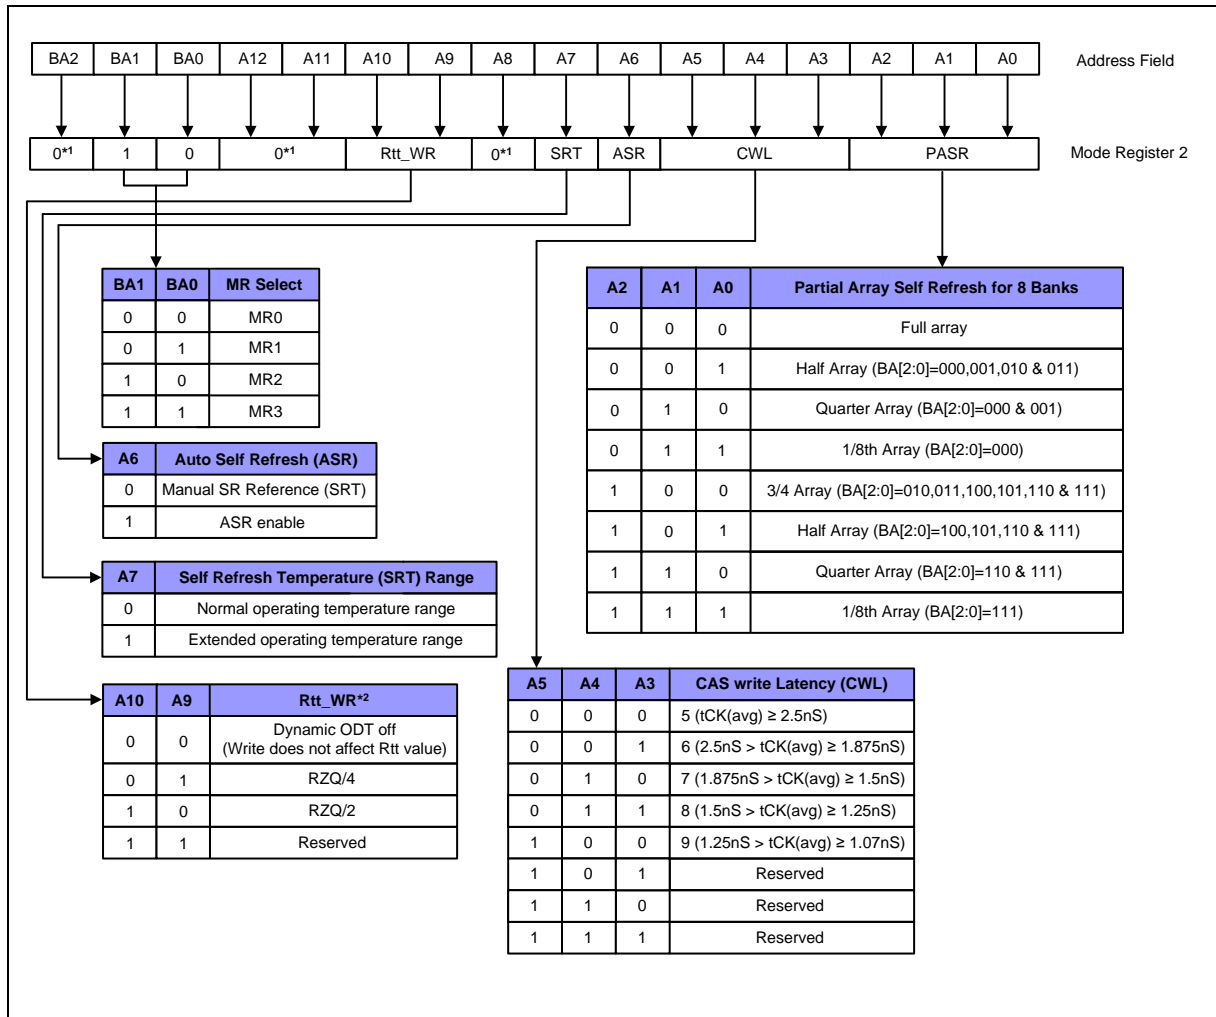 BA2 BA1 BA0 A12 A11 A10 A9 A8 A7 A6 A5 A4 A3 A2 A1 A0 Address Field
0*1 1 0 0*1 Rtt_WR 0*1 SRT ASR CWL PASR Mode Register 2
BA1 BA0 MR Select
0 0 MR0
0 1 MR1
1 0 MR2
1 1 MR3
A6 Auto Self Refresh (ASR)
0 Manual SR Reference (SRT)
1 ASR enable
A7 Self Refresh Temperature (SRT) Range
0 Normal operating temperature range
1 Extended operating temperature range
A10 A9 Rtt_WR*2
0 0 Dynamic ODT off
(Write does not affect Rtt value)
0 1 RZQ/4
1 0 RZQ/2
1 1 Reserved
A2 A1 A0 Partial Array Self Refresh for 8 Banks
0 0 0 Full array
0 0 1 Half Array (BA[2:0]=000,001,010 & 011)
0 1 0 Quarter Array (BA[2:0]=000 & 001)
0 1 1 1/8th Array (BA[2:0]=000)
1 0 0 3/4 Array (BA[2:0]=010,011,100,101,110 & 111)
1 0 1 Half Array (BA[2:0]=100,101,110 & 111)
1 1 0 Quarter Array (BA[2:0]=110 & 111)
1 1 1 1/8th Array (BA[2:0]=111)
A5 A4 A3 CAS write Latency (CWL)
0 0 0 5 (tCK(avg) ≥ 2.5nS)
0 0 1 6 (2.5nS > tCK(avg) ≥ 1.875nS)
0 1 0 7 (1.875nS > tCK(avg) ≥ 1.5nS)
0 1 1 8 (1.5nS > tCK(avg) ≥ 1.25nS)
1 0 0 9 (1.25nS > tCK(avg) ≥ 1.07nS)
1 0 1 Reserved
1 1 0 Reserved
1 1 1 Reserved